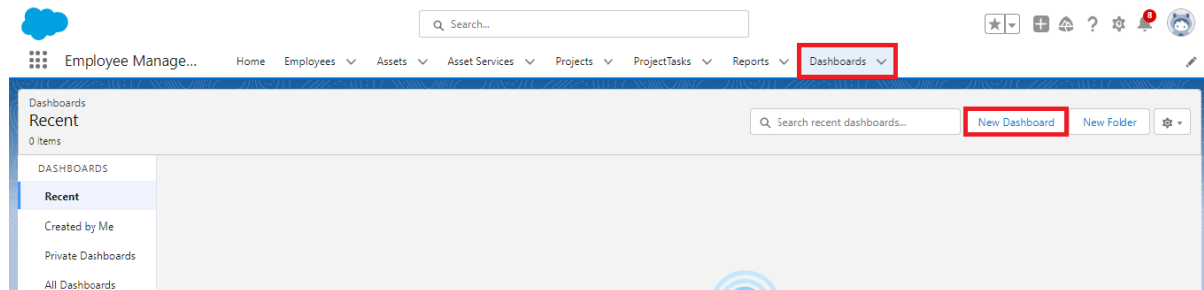 Search...
8
Employee Manage... Home Employees Assets Asset Services Projects ProjectTasks Reports Dashboards
Dashboards
Recent
0 Items
Search recent dashboards... New Dashboard New Folder
DASHBOARDS
Recent
Created by Me
Private Dashboards
All Dashboards